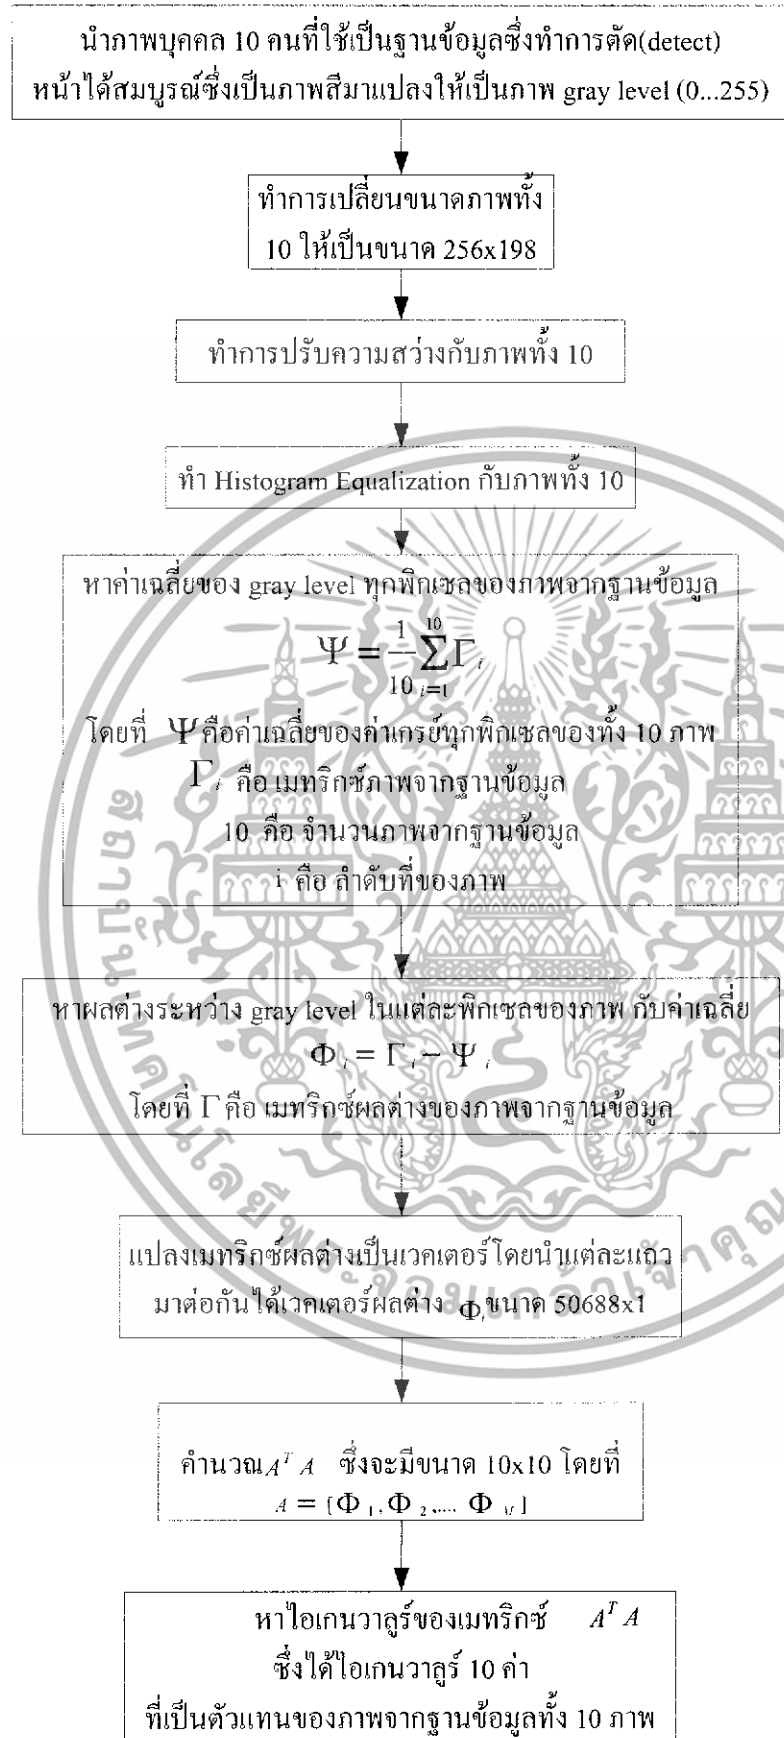 นำภาพบุคคล 10 คนที่ใช้เป็นฐานข้อมูลซึ่งทำการตัด(detect)
หน้าได้สมบูรณ์ซึ่งเป็นภาพสีมาแปลงให้เป็นภาพ gray level (0...255)
ทำการเปลี่ยนขนาดภาพทั้ง
10 ให้เป็นขนาด 256x198
ทำการปรับความสว่างกับภาพทั้ง 10
ทำ Histogram Equalization กับภาพทั้ง 10
หาค่าเฉลี่ยของ gray level ทุกพิกเซลของภาพจากฐานข้อมูล
Ψ = 1/10 ∑_{i=1}^{10} Γ_i
โดยที่ Ψ คือค่าเฉลี่ยของค่าเกรย์ทุกพิกเซลของทั้ง 10 ภาพ
Γ_i คือ เมทริกซ์ภาพจากฐานข้อมูล
10 คือ จำนวนภาพจากฐานข้อมูล
i คือ ลำดับที่ของภาพ
หาผลต่างระหว่าง gray level ในแต่ละพิกเซลของภาพ กับค่าเฉลี่ย
Φ_i = Γ_i − Ψ_i
โดยที่ Γ คือ เมทริกซ์ผลต่างของภาพจากฐานข้อมูล
แปลงเมทริกซ์ผลต่างเป็นเวคเตอร์โดยนำแต่ละแถว
มาต่อกันได้เวคเตอร์ผลต่าง Φ_i ขนาด 50688x1
คำนวณ A^T A ซึ่งจะมีขนาด 10x10 โดยที่
A = [Φ_1, Φ_2,.... Φ_M]
หาไอเกนวาลูร์ของเมทริกซ์ A^T A
ซึ่งได้ไอเกนวาลูร์ 10 ค่า
ที่เป็นตัวแทนของภาพจากฐานข้อมูลทั้ง 10 ภาพ